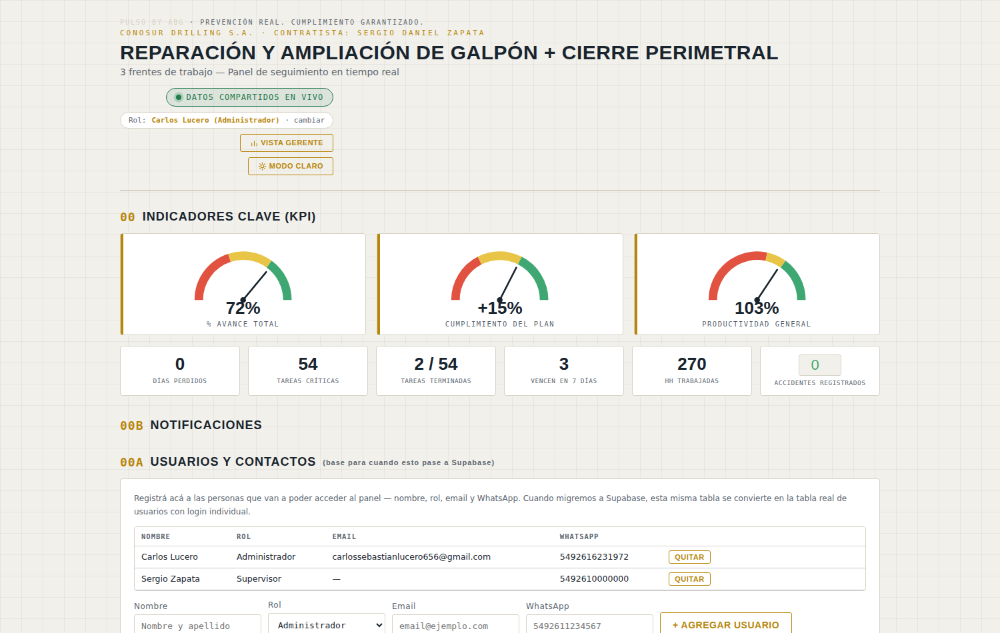 PULSO BY ABG · PREVENCIÓN REAL. CUMPLIMIENTO GARANTIZADO.
CONOSUR DRILLING S.A. · CONTRATISTA: SERGIO DANIEL ZAPATA
REPARACIÓN Y AMPLIACIÓN DE GALPÓN + CIERRE PERIMETRAL
3 frentes de trabajo — Panel de seguimiento en tiempo real
DATOS COMPARTIDOS EN VIVO
Rol: Carlos Lucero (Administrador) · cambiar
VISTA GERENTE
MODO CLARO
00 INDICADORES CLAVE (KPI)
72%
% AVANCE TOTAL
+15%
CUMPLIMIENTO DEL PLAN
103%
PRODUCTIVIDAD GENERAL
0
DÍAS PERDIDOS
54
TAREAS CRÍTICAS
2 / 54
TAREAS TERMINADAS
3
VENCEN EN 7 DÍAS
270
HH TRABAJADAS
0
ACCIDENTES REGISTRADOS
00B NOTIFICACIONES
00A USUARIOS Y CONTACTOS (base para cuando esto pase a Supabase)
Registrá acá a las personas que van a poder acceder al panel — nombre, rol, email y WhatsApp. Cuando migremos a Supabase, esta misma tabla se convierte en la tabla real de
usuarios con login individual.
NOMBRE ROL EMAIL WHATSAPP
Carlos Lucero Administrador carlossebastianlucero656@gmail.com 5492616231972 QUITAR
Sergio Zapata Supervisor — 5492610000000 QUITAR
Nombre Rol Email WhatsApp
Nombre y apellido Administrador email@ejemplo.com 5492611234567 + AGREGAR USUARIO